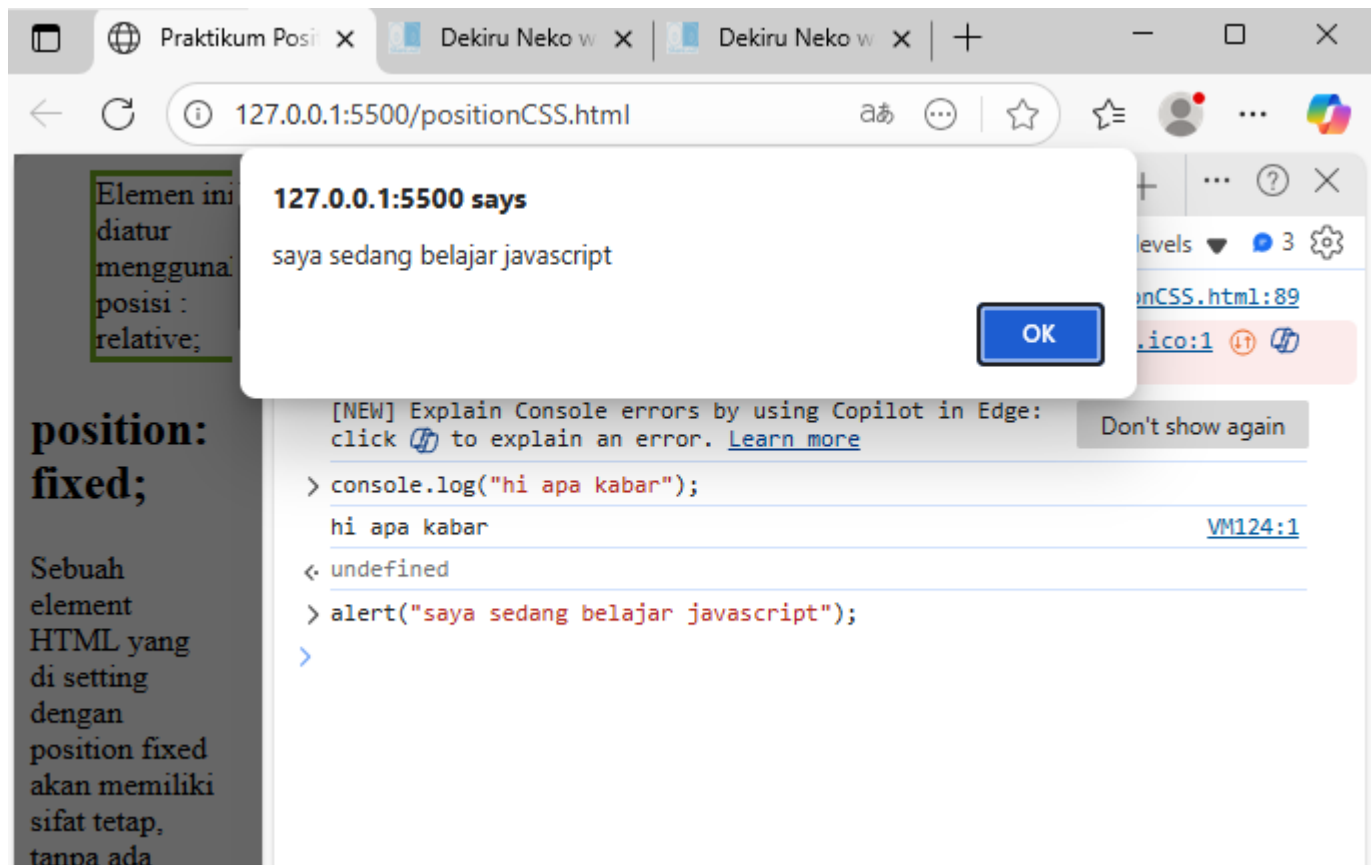 Praktikum Posi
Dekiru Neko w
Dekiru Neko w
127.0.0.1:5500/positionCSS.html
aあ
Elemen ini
diatur
mengguna
posisi :
relative;
127.0.0.1:5500 says
saya sedang belajar javascript
OK
levels 3
onCSS.html:89
.ico:1
[NEW] Explain Console errors by using Copilot in Edge:
click to explain an error. Learn more
Don't show again
position:
fixed;
> console.log("hi apa kabar");
hi apa kabar VM124:1
undefined
> alert("saya sedang belajar javascript");
>
Sebuah
element
HTML yang
di setting
dengan
position fixed
akan memiliki
sifat tetap,
tanpa ada